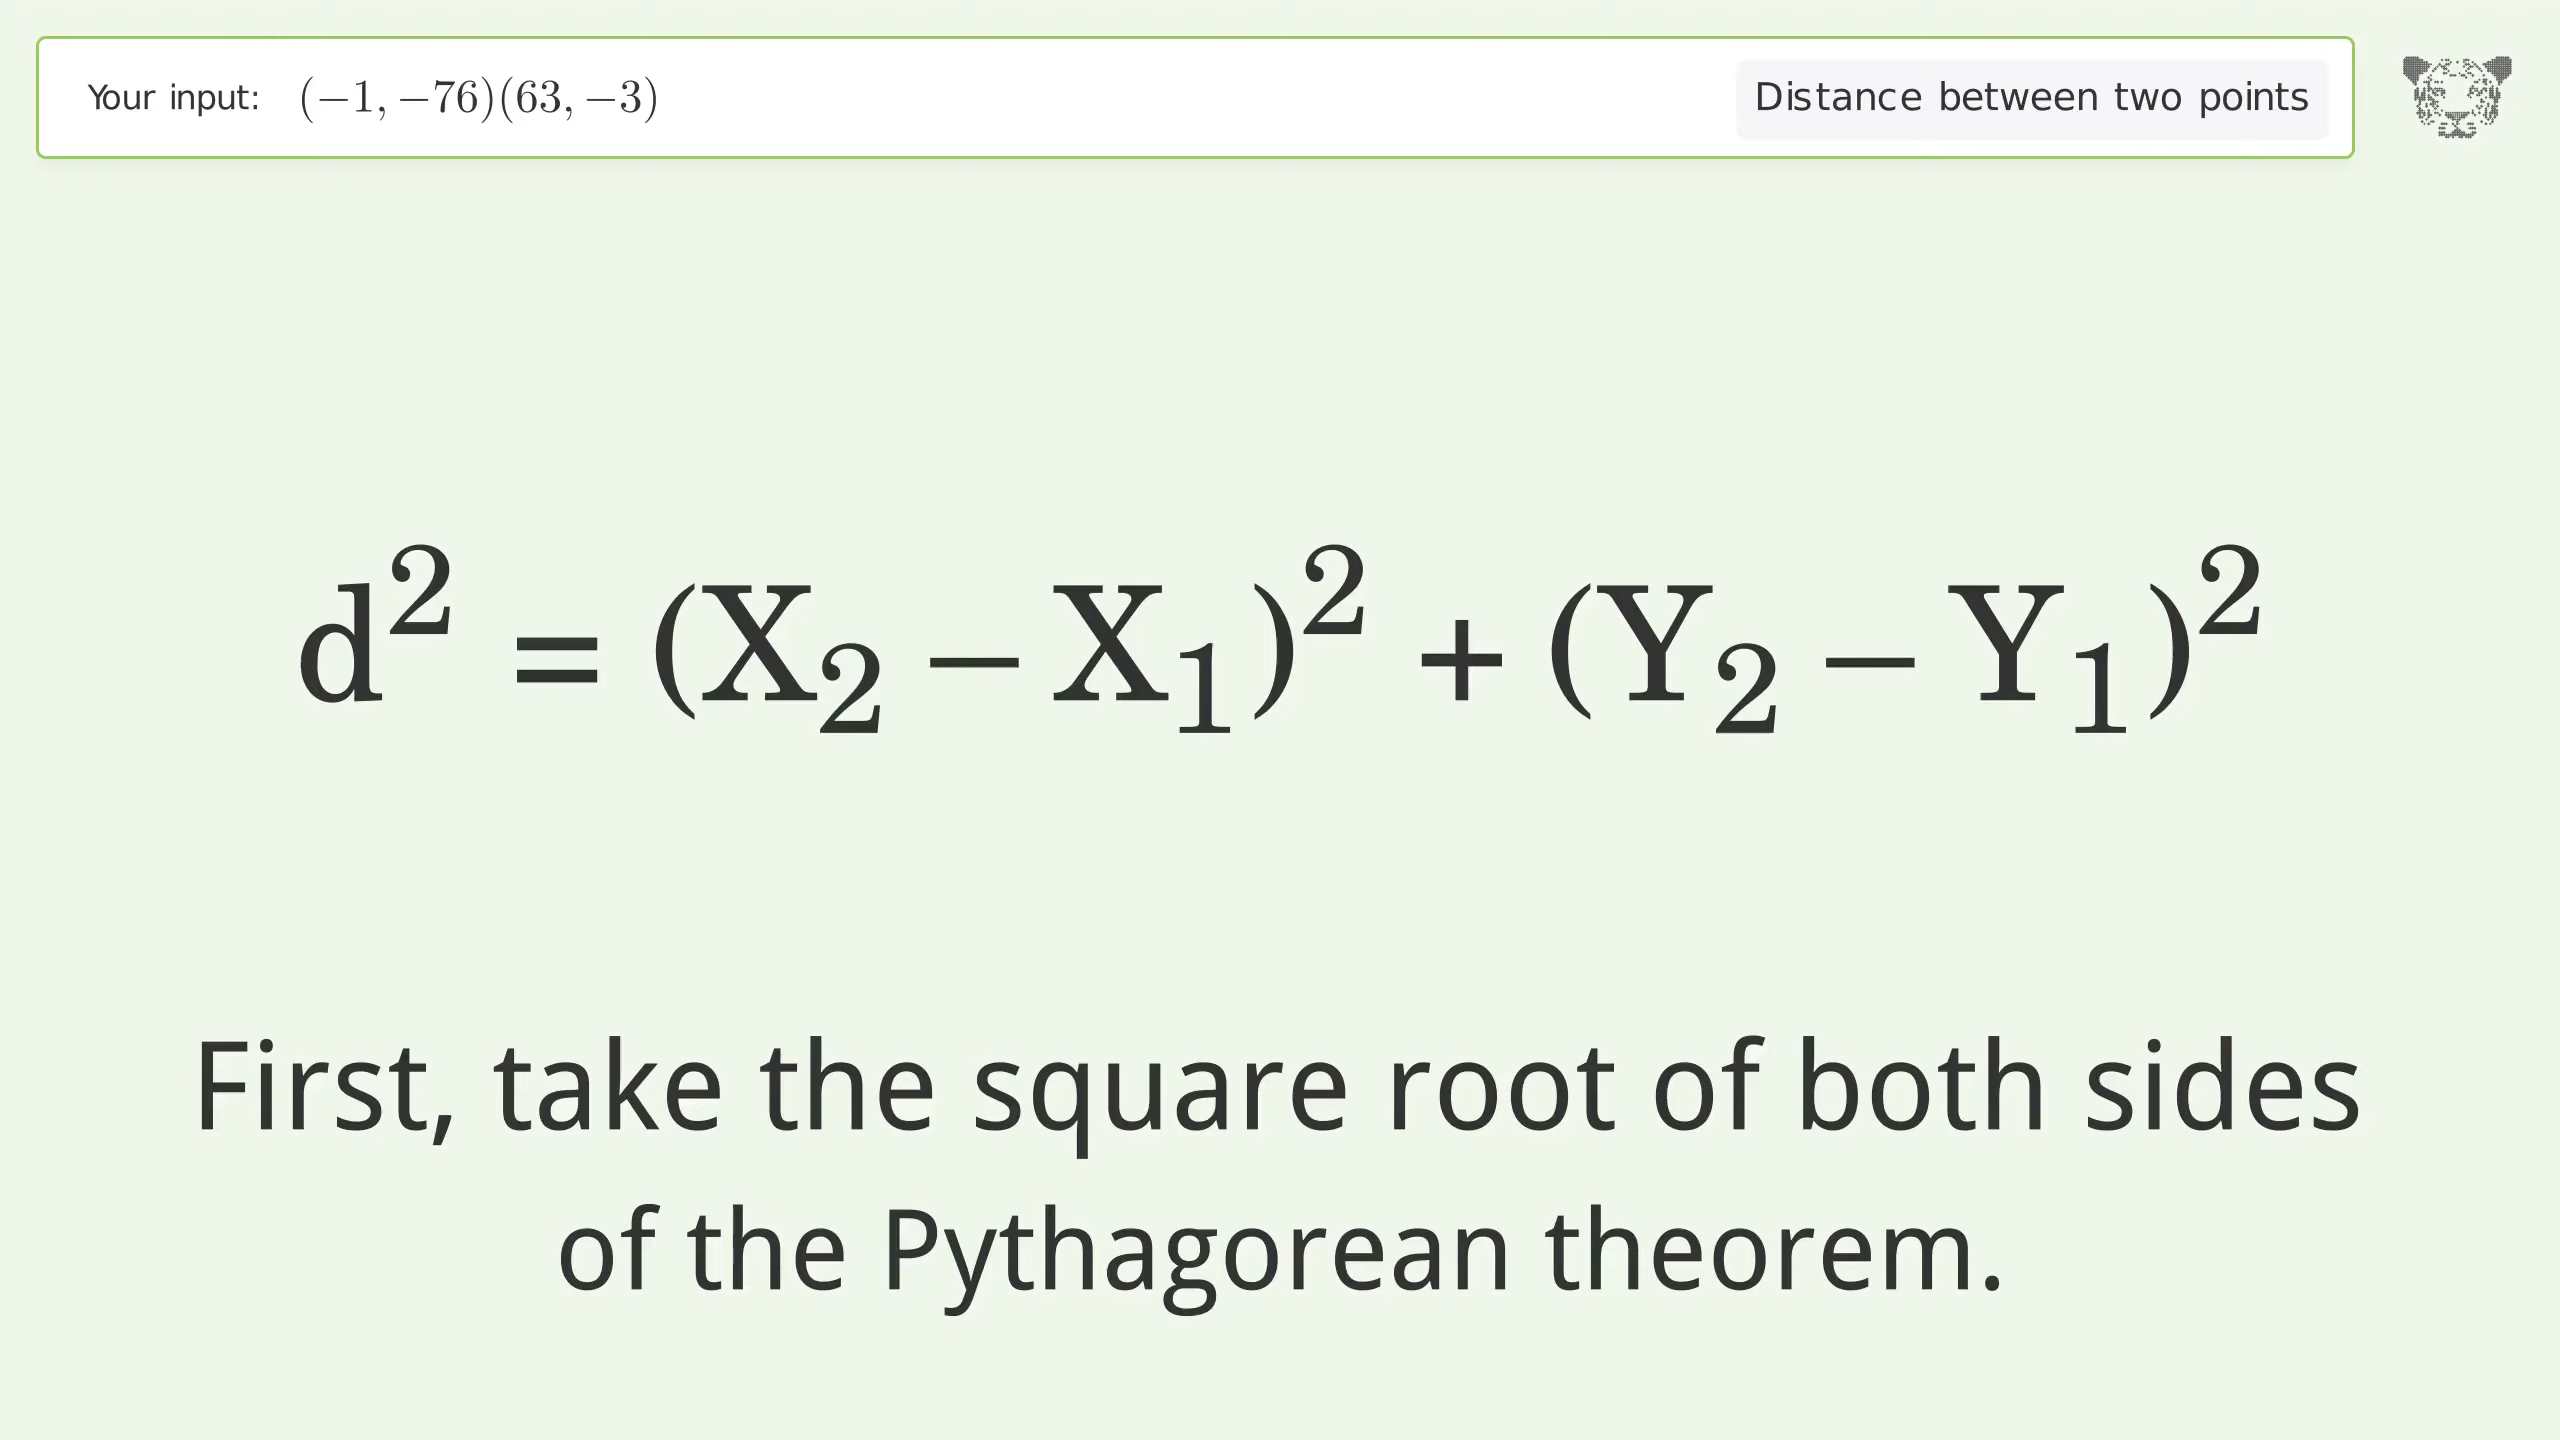 Your input: (−1, −76)(63, −3)
Distance between two points
d² = (X₂ − X₁)² + (Y₂ − Y₁)²
First, take the square root of both sides
of the Pythagorean theorem.